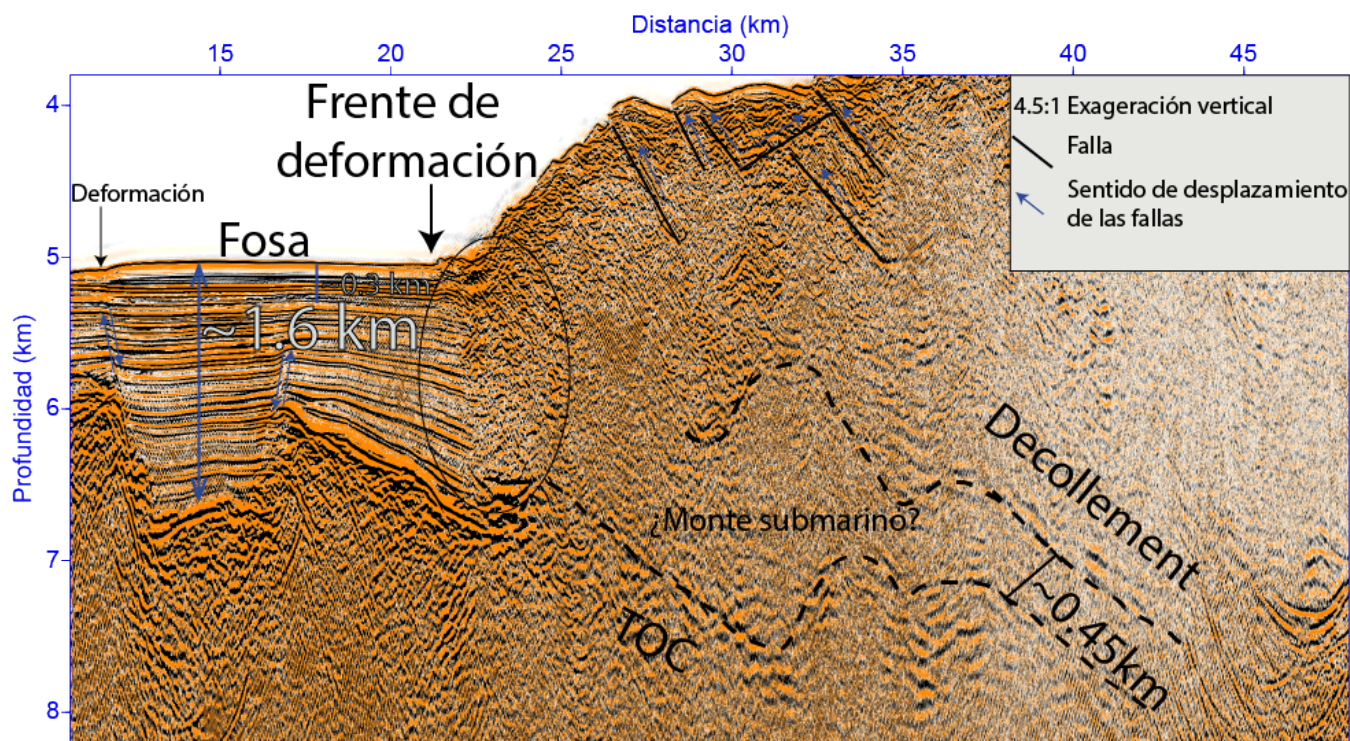 Distancia (km)
15 20 25 30 35 40 45
4
5
6
7
8
Profundidad (km)
Frente de
deformación
Deformación
Fosa
~0.3 km
~1.6 km
4.5:1 Exageración vertical
Falla
Sentido de desplazamiento
de las fallas
Decollement
¿Monte submarino?
TOC
~0.45km